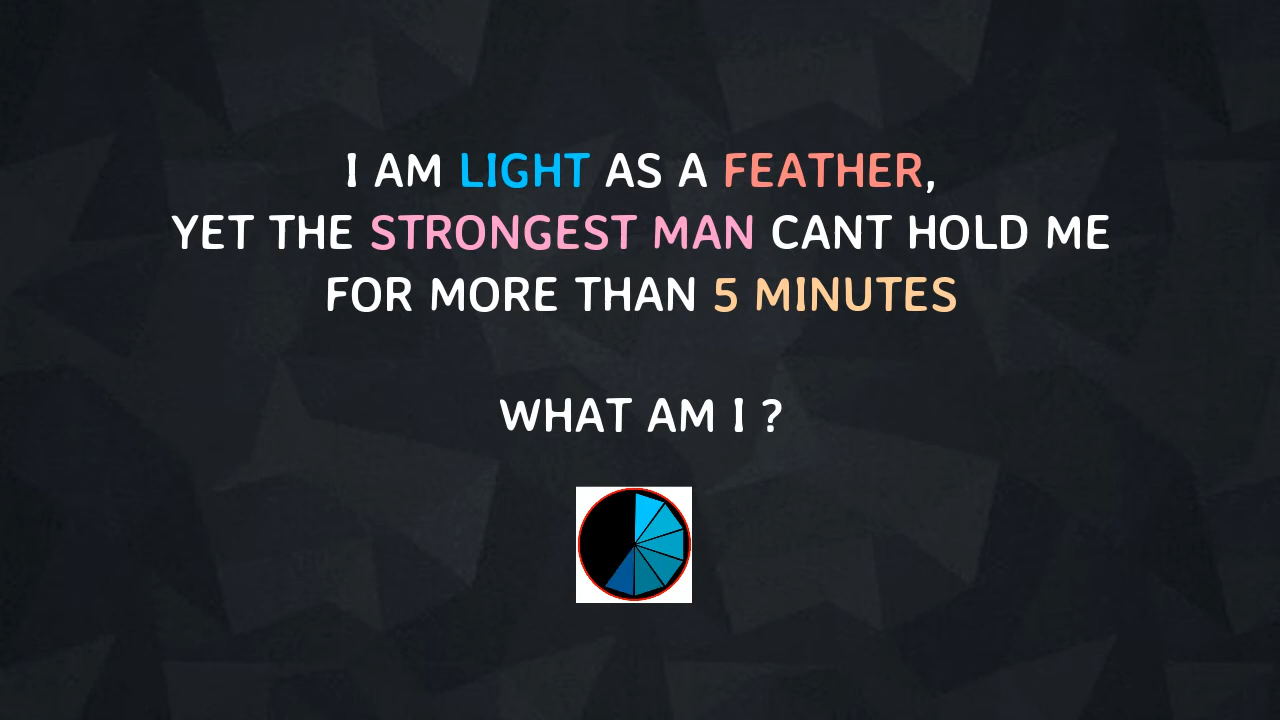 I AM LIGHT AS A FEATHER,
YET THE STRONGEST MAN CANT HOLD ME
FOR MORE THAN 5 MINUTES
WHAT AM I ?